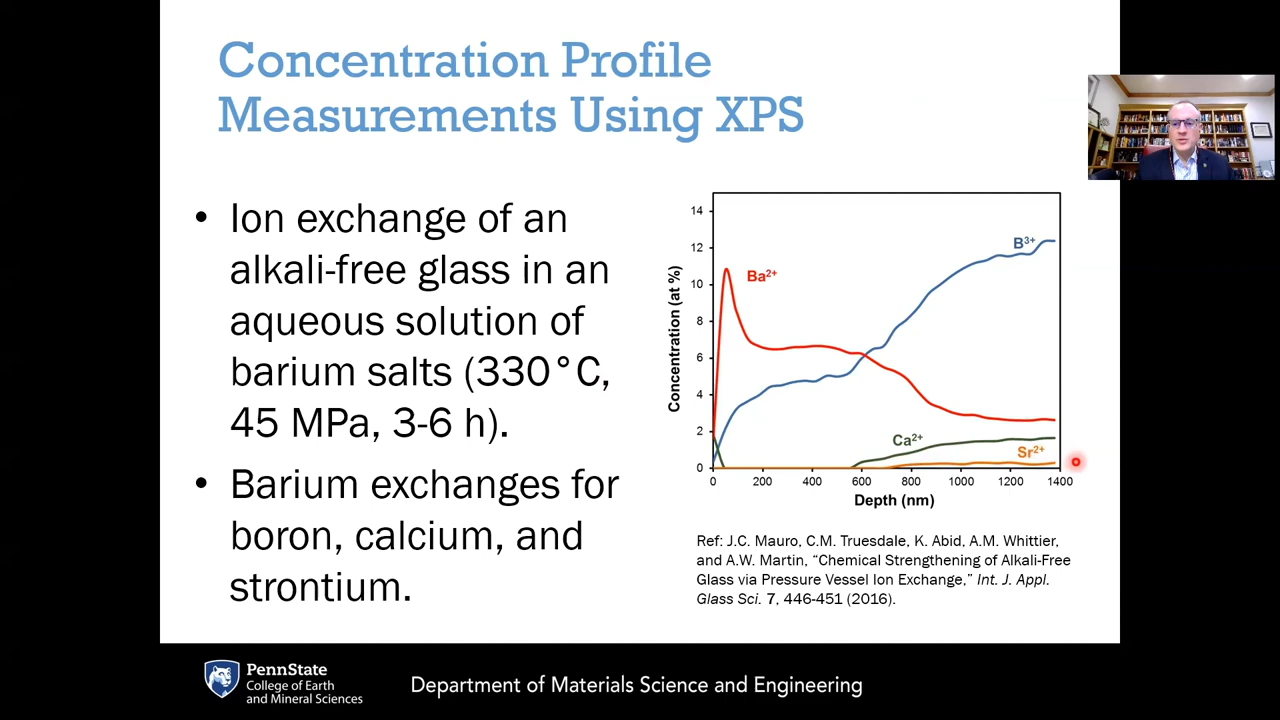 Concentration Profile
Measurements Using XPS
• Ion exchange of an
alkali-free glass in an
aqueous solution of
barium salts (330°C,
45 MPa, 3-6 h).
• Barium exchanges for
boron, calcium, and
strontium.
Concentration (at %)
14
12
10
8
6
4
2
0
B³⁺
Ba²⁺
Ca²⁺
Sr²⁺
0 200 400 600 800 1000 1200 1400
Depth (nm)
Ref: J.C. Mauro, C.M. Truesdale, K. Abid, A.M. Whittier,
and A.W. Martin, “Chemical Strengthening of Alkali-Free
Glass via Pressure Vessel Ion Exchange,” Int. J. Appl.
Glass Sci. 7, 446-451 (2016).
PennState
College of Earth
and Mineral Sciences
Department of Materials Science and Engineering